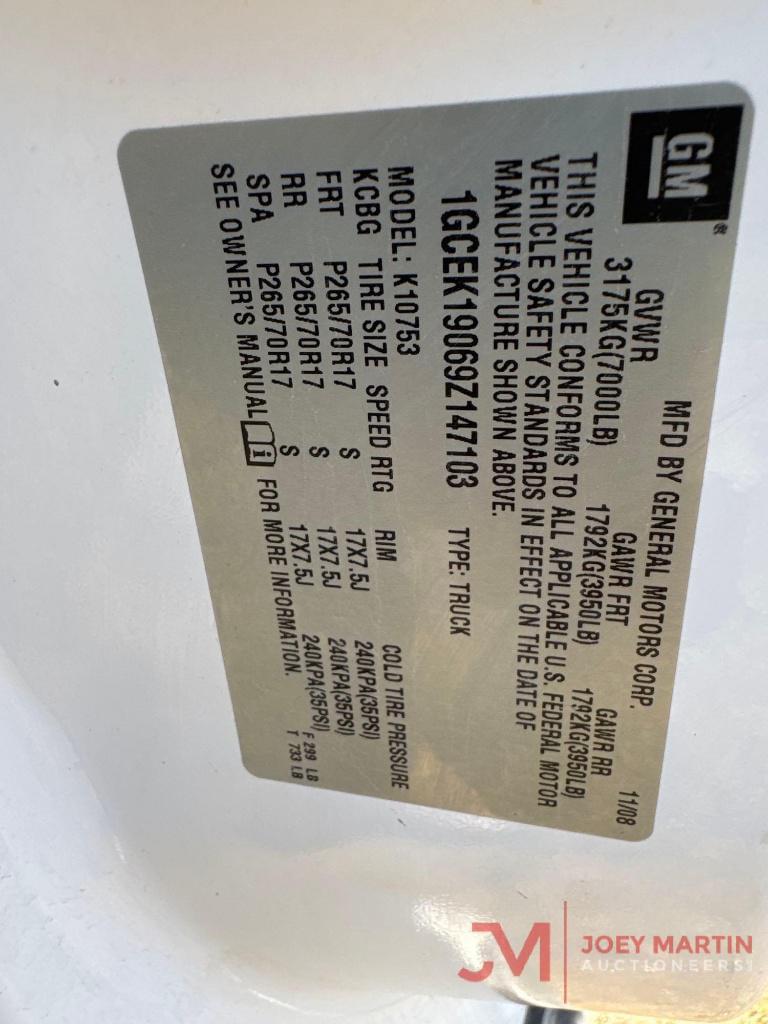 GM®
MFD BY GENERAL MOTORS CORP. 11/08
GVWR GAWR FRT GAWR RR
3175KG(7000LB) 1792KG(3950LB) 1792KG(3950LB)
THIS VEHICLE CONFORMS TO ALL APPLICABLE U.S. FEDERAL MOTOR
VEHICLE SAFETY STANDARDS IN EFFECT ON THE DATE OF
MANUFACTURE SHOWN ABOVE.
1GCEK19069Z147103 TYPE: TRUCK
MODEL: K10753
KCBG TIRE SIZE SPEED RTG RIM COLD TIRE PRESSURE
FRT P265/70R17 S 17X7.5J 240KPA(35PSI)
RR P265/70R17 S 17X7.5J 240KPA(35PSI)
SPA P265/70R17 S 17X7.5J 240KPA(35PSI)
SEE OWNER'S MANUAL i FOR MORE INFORMATION. F 299 LB
T 733 LB
JM JOEY MARTIN
AUCTIONEERS